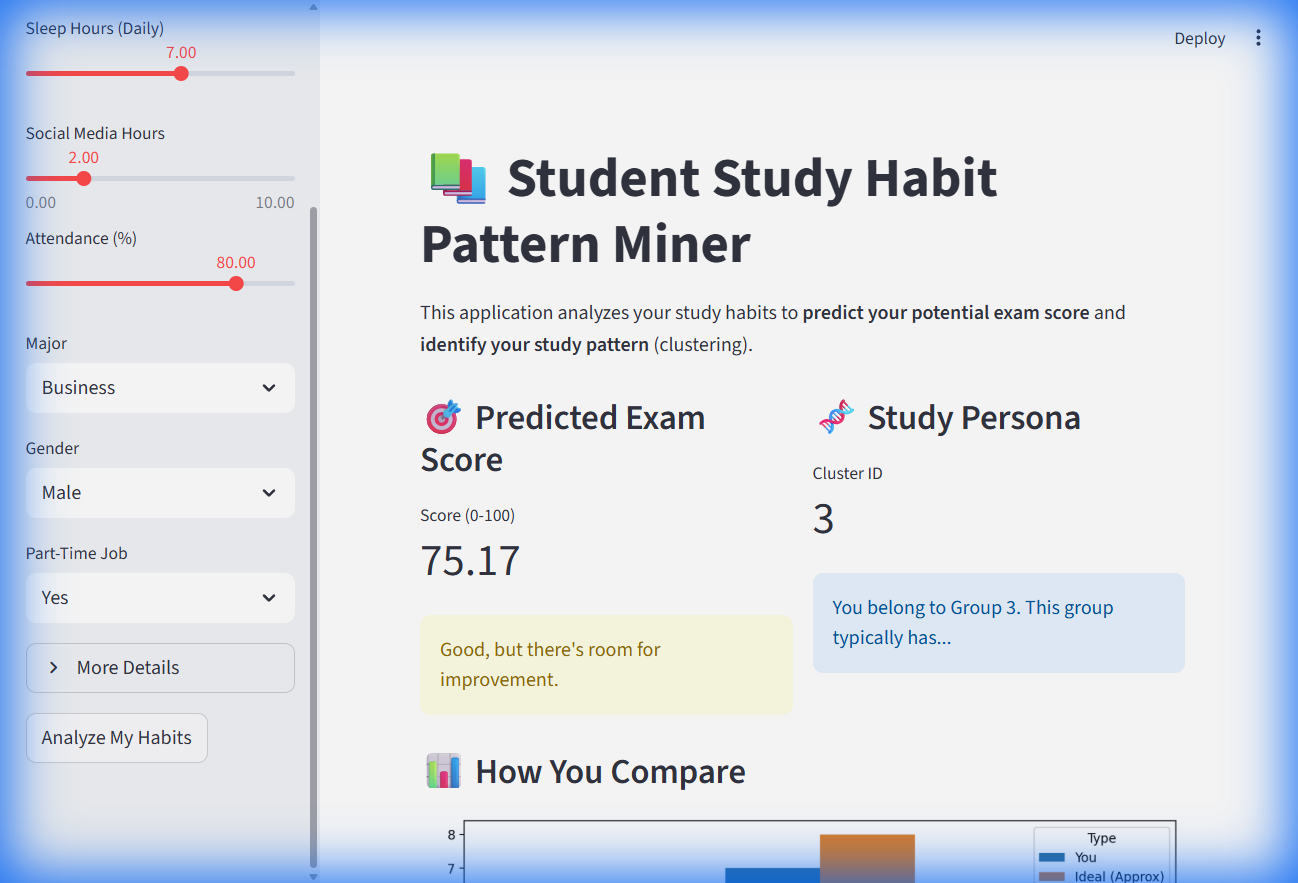 Sleep Hours (Daily)
7.00
Social Media Hours
2.00
0.00 10.00
Attendance (%)
80.00
Major
Business
Gender
Male
Part-Time Job
Yes
More Details
Analyze My Habits
Deploy
Student Study Habit
Pattern Miner
This application analyzes your study habits to predict your potential exam score and
identify your study pattern (clustering).
Predicted Exam
Score
Score (0-100)
75.17
Good, but there's room for
improvement.
Study Persona
Cluster ID
3
You belong to Group 3. This group
typically has...
How You Compare
8
7
Type
You
Ideal (Approx)